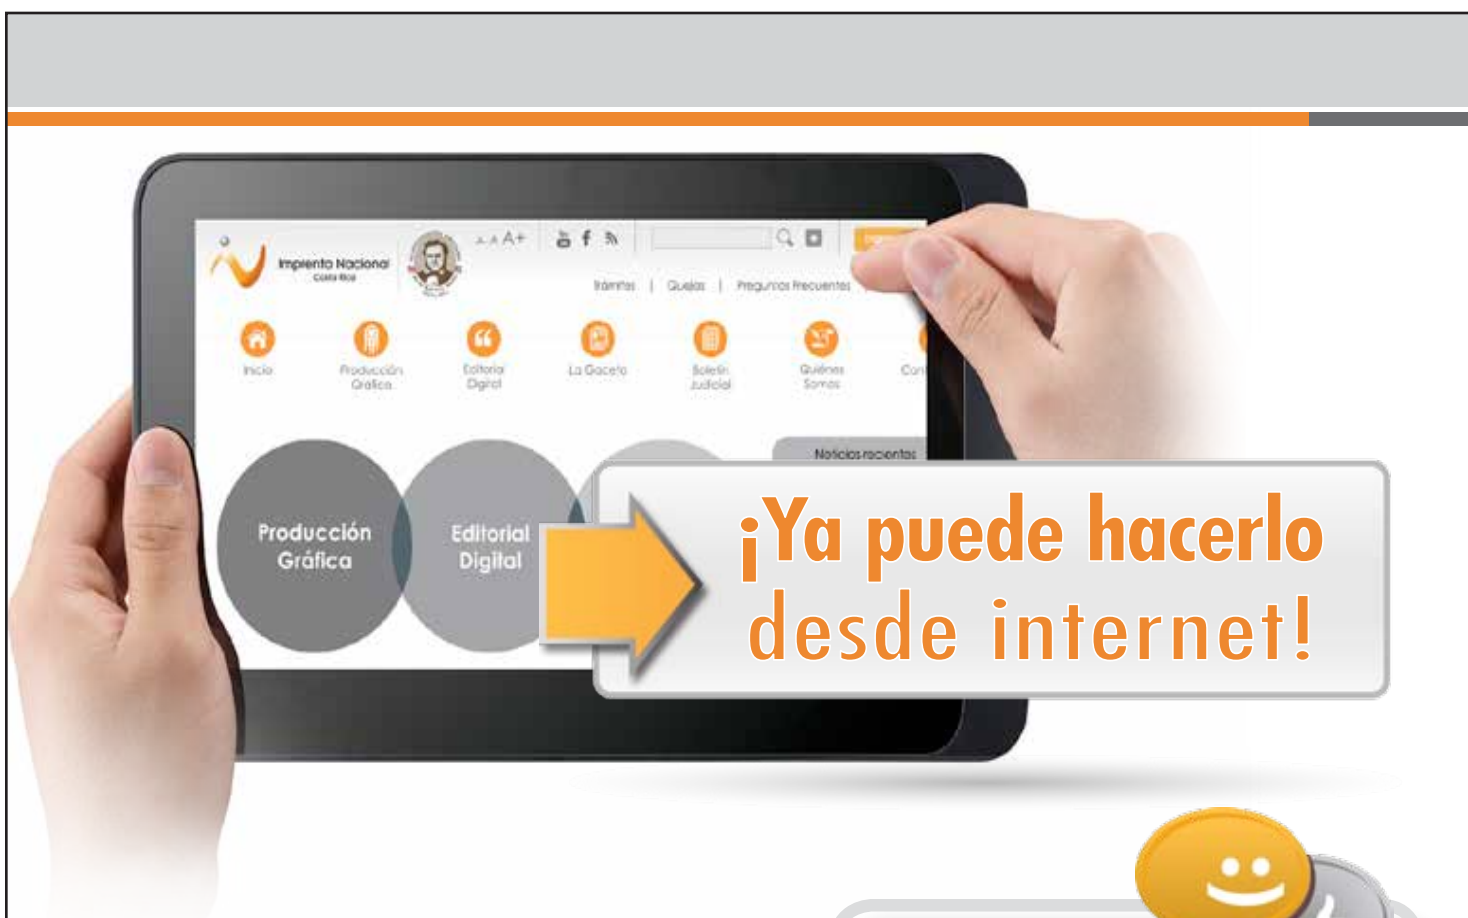 Imprenta Nacional
Costa Rica
A A A+
Trámites | Quejas | Preguntas Frecuentes
Inicio
Producción
Gráfica
Editorial
Digital
La Gaceta
Boletín
Judicial
Quiénes
Somos
Noticias recientes
Producción
Gráfica
Editorial
Digital
¡Ya puede hacerlo
desde internet!